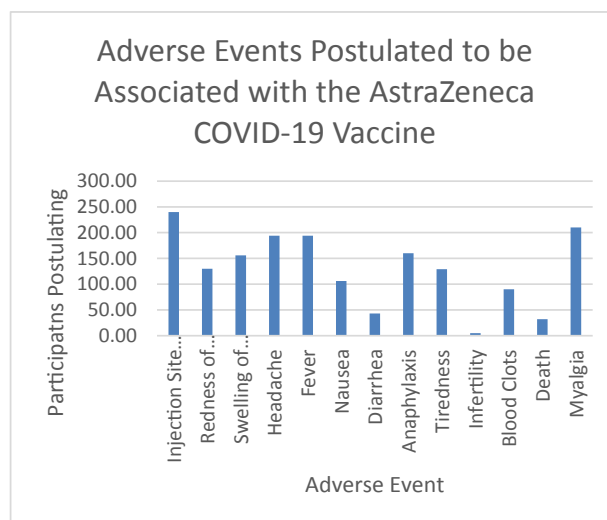 Adverse Events Postulated to be
Associated with the AstraZeneca
COVID-19 Vaccine
Participatns Postulating
300.00
250.00
200.00
150.00
100.00
50.00
0.00
Injection Site...
Redness of...
Swelling of...
Headache
Fever
Nausea
Diarrhea
Anaphylaxis
Tiredness
Infertility
Blood Clots
Death
Myalgia
Adverse Event